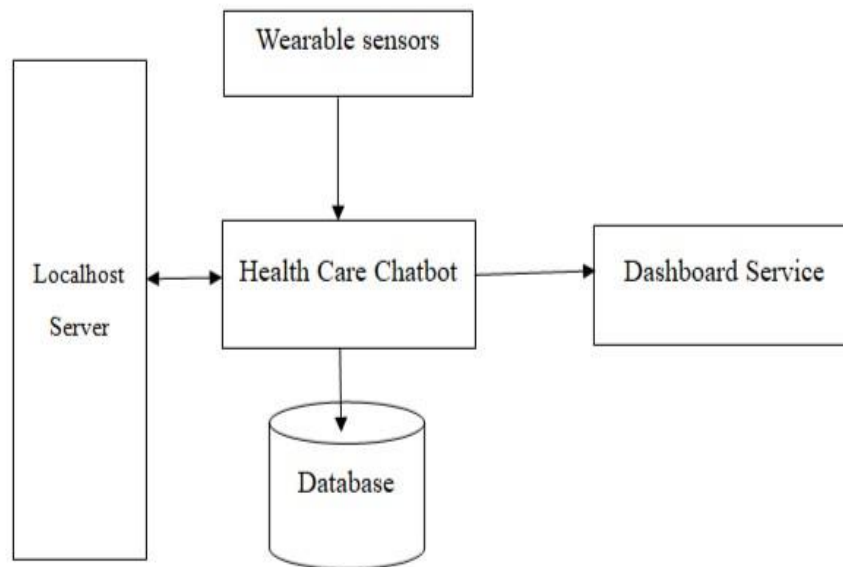 Wearable sensors
Localhost
Server
Health Care Chatbot
Dashboard Service
Database